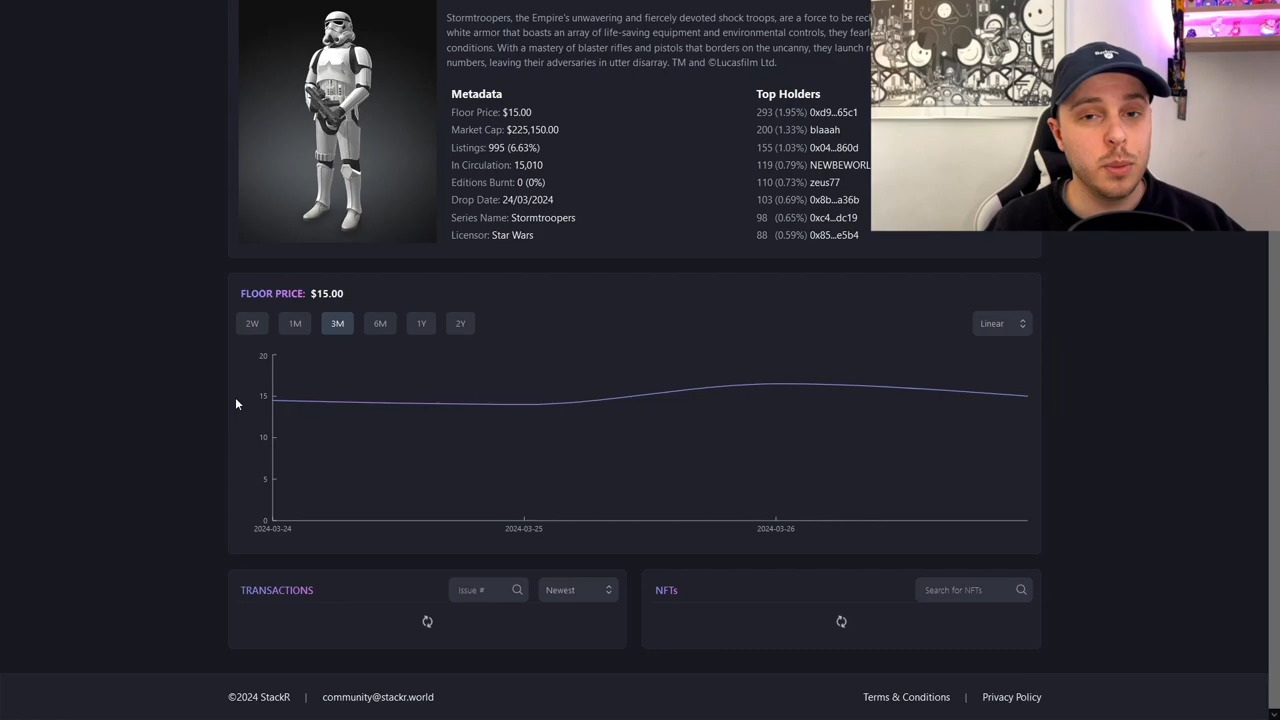 Stormtroopers, the Empire's unwavering and fiercely devoted shock troops, are a force to be
white armor that boasts an array of life-saving equipment and environmental controls, they
conditions. With a mastery of blaster rifles and pistols that borders on the uncanny, they launch
numbers, leaving their adversaries in utter disarray. TM and ©Lucasfilm Ltd.
Metadata
Floor Price: $15.00
Market Cap: $225,150.00
Listings: 995 (6.63%)
In Circulation: 15,010
Editions Burnt: 0 (0%)
Drop Date: 24/03/2024
Series Name: Stormtroopers
Licensor: Star Wars
Top Holders
293 (1.95%) 0xd9...65c1
200 (1.33%) blaaah
155 (1.03%) 0x04...860d
119 (0.79%) NEWBEWORL
110 (0.73%) zeus77
103 (0.69%) 0x8b...a36b
98 (0.65%) 0xc4...dc19
88 (0.59%) 0x85...e5b4
FLOOR PRICE: $15.00
2W 1M 3M 6M 1Y 2Y
Linear
20
15
10
5
0
2024-03-24 2024-03-25 2024-03-26
TRANSACTIONS
Issue #
Newest
NFTs
Search for NFTs
©2024 StackR | community@stackr.world
Terms & Conditions | Privacy Policy